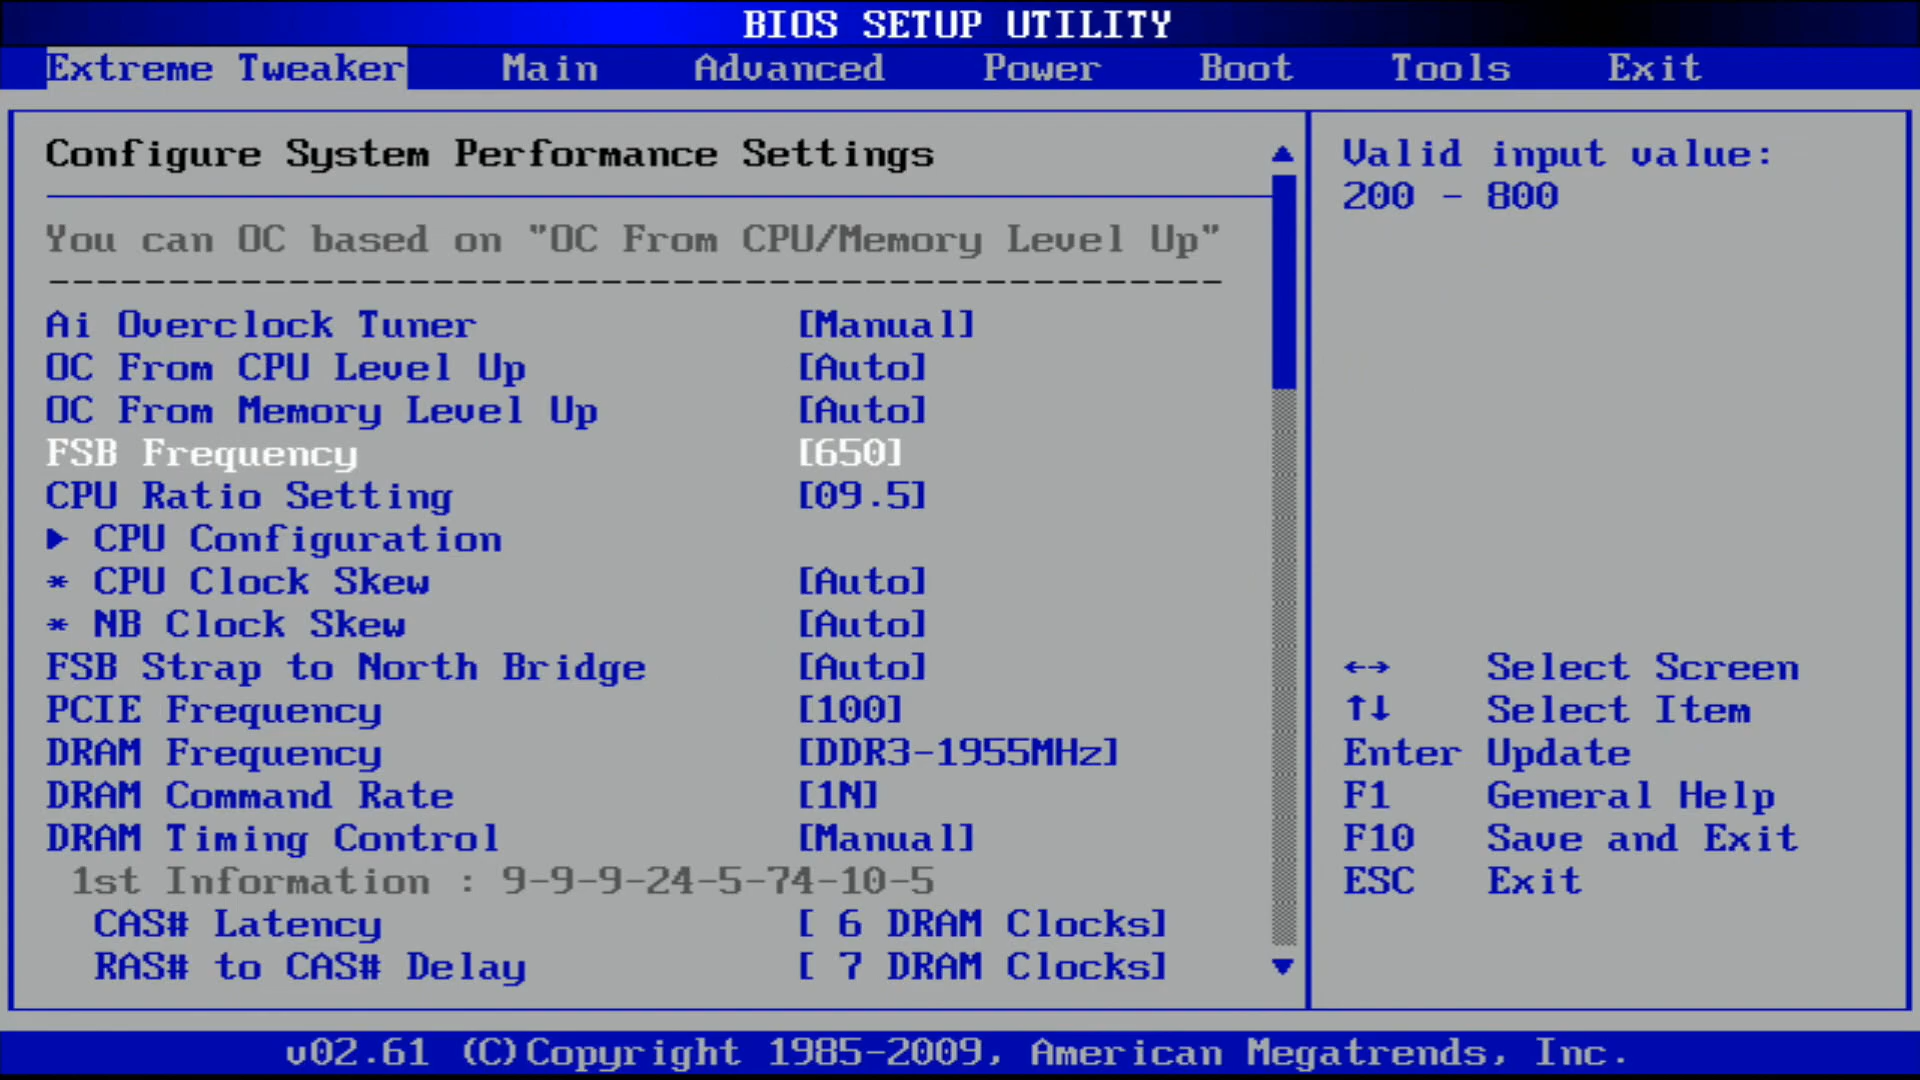 BIOS SETUP UTILITY
Extreme Tweaker Main Advanced Power Boot Tools Exit
Configure System Performance Settings
You can OC based on "OC From CPU/Memory Level Up"
-------------------------------------------------
Ai Overclock Tuner [Manual]
OC From CPU Level Up [Auto]
OC From Memory Level Up [Auto]
FSB Frequency [650]
CPU Ratio Setting [09.5]
▶ CPU Configuration
* CPU Clock Skew [Auto]
* NB Clock Skew [Auto]
FSB Strap to North Bridge [Auto]
PCIE Frequency [100]
DRAM Frequency [DDR3-1955MHz]
DRAM Command Rate [1N]
DRAM Timing Control [Manual]
1st Information : 9-9-9-24-5-74-10-5
CAS# Latency [ 6 DRAM Clocks]
RAS# to CAS# Delay [ 7 DRAM Clocks]
Valid input value:
200 - 800
←→ Select Screen
↑↓ Select Item
Enter Update
F1 General Help
F10 Save and Exit
ESC Exit
v02.61 (C)Copyright 1985-2009, American Megatrends, Inc.